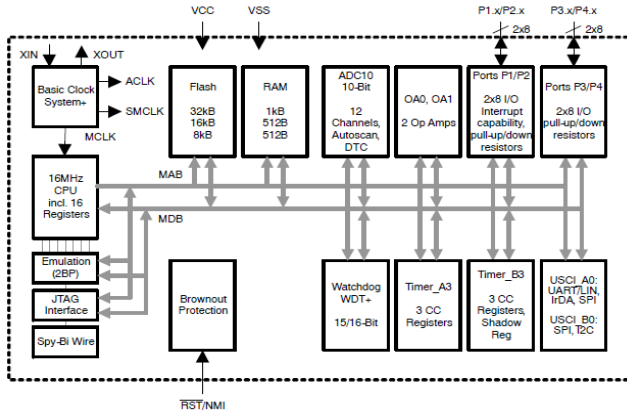 VCC
VSS
P1.x/P2.x
P3.x/P4.x
2x8
2x8
XIN
XOUT
Basic Clock
System+
ACLK
SMCLK
MCLK
Flash
32kB
16kB
8kB
RAM
1kB
512B
512B
ADC10
10-Bit
12
Channels,
Autoscan,
DTC
OA0, OA1
2 Op Amps
Ports P1/P2
2x8 I/O
Interrupt
capability,
pull-up/down
resistors
Ports P3/P4
2x8 I/O
pull-up/down
resistors
16MHz
CPU
incl. 16
Registers
MAB
MDB
Emulation
(2BP)
JTAG
Interface
Spy-Bi Wire
Brownout
Protection
Watchdog
WDT+
15/16-Bit
Timer_A3
3 CC
Registers
Timer_B3
3 CC
Registers,
Shadow
Reg
USCI_A0:
UART/LIN,
IrDA, SPI
USCI_B0:
SPI, I2C
RST/NMI